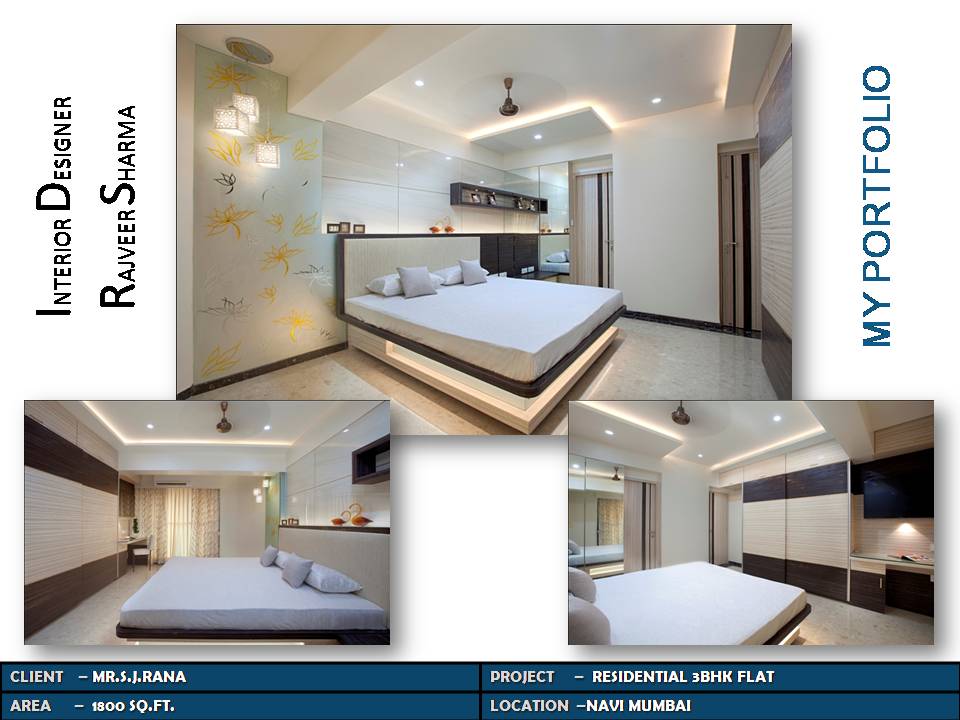 INTERIOR DESIGNER
RAJVEER SHARMA
MY PORTFOLIO
CLIENT – MR.S.J.RANA
PROJECT – RESIDENTIAL 3BHK FLAT
AREA – 1800 SQ.FT.
LOCATION –NAVI MUMBAI